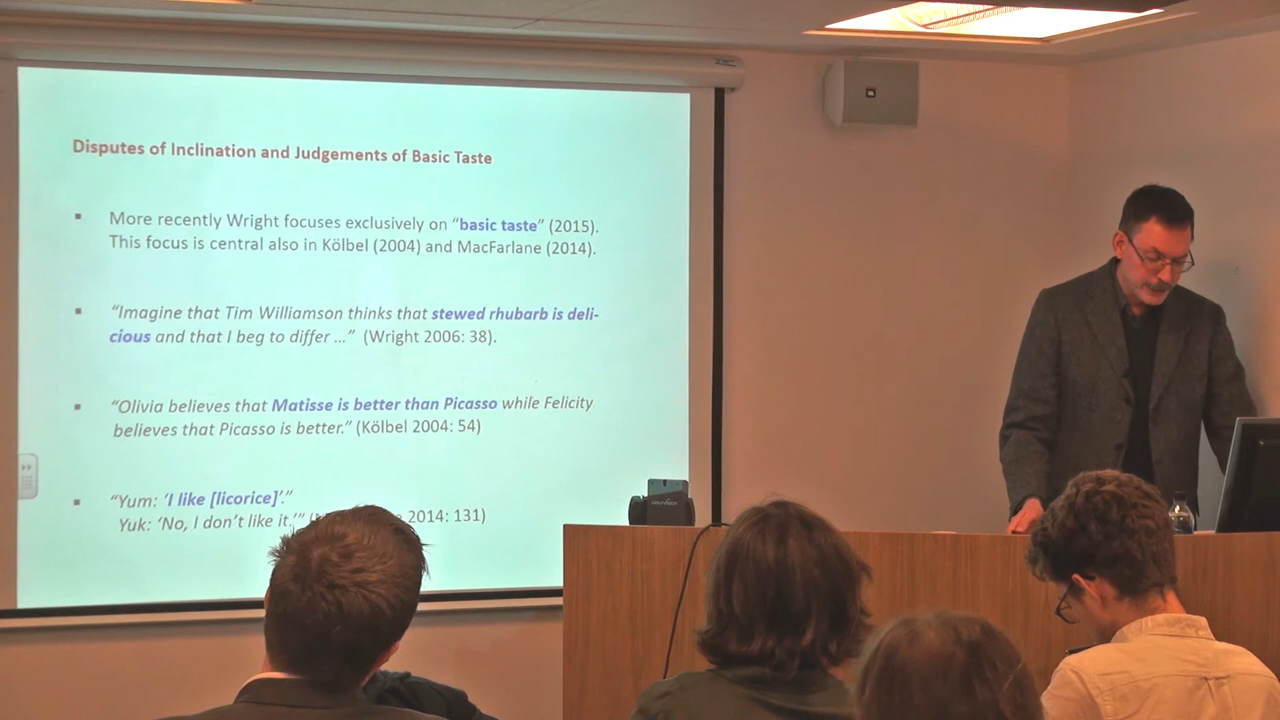 Disputes of Inclination and Judgements of Basic Taste
▪ More recently Wright focuses exclusively on “basic taste” (2015).
This focus is central also in Kölbel (2004) and MacFarlane (2014).
▪ “Imagine that Tim Williamson thinks that stewed rhubarb is deli-
cious and that I beg to differ …” (Wright 2006: 38).
▪ “Olivia believes that Matisse is better than Picasso while Felicity
believes that Picasso is better.” (Kölbel 2004: 54)
▪ “Yum: ‘I like [licorice]’.”
Yuk: ‘No, I don’t like it.’” 2014: 131)